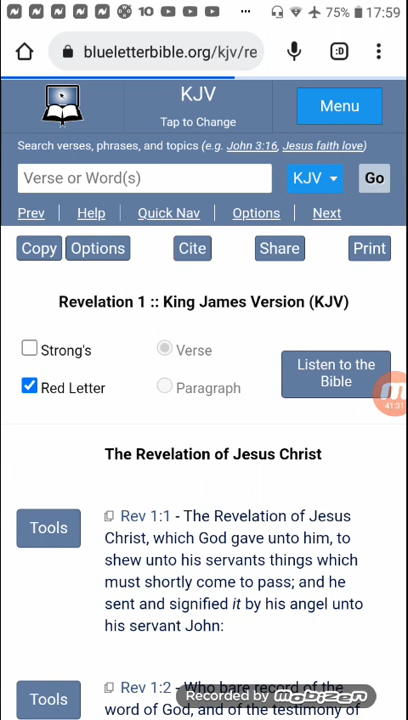 10 ... 75% 17:59
blueletterbible.org/kjv/re :D
KJV
Tap to Change
Menu
Search verses, phrases, and topics (e.g. John 3:16, Jesus faith love)
Verse or Word(s) KJV Go
Prev Help Quick Nav Options Next
Copy Options Cite Share Print
Revelation 1 :: King James Version (KJV)
Strong's Verse
Red Letter Paragraph
Listen to the
Bible
41:31
The Revelation of Jesus Christ
Tools
Rev 1:1 - The Revelation of Jesus
Christ, which God gave unto him, to
shew unto his servants things which
must shortly come to pass; and he
sent and signified it by his angel unto
his servant John:
Tools
Rev 1:2 - Who bare record of the
word of God, and of the testimony of
Recorded by mobizen